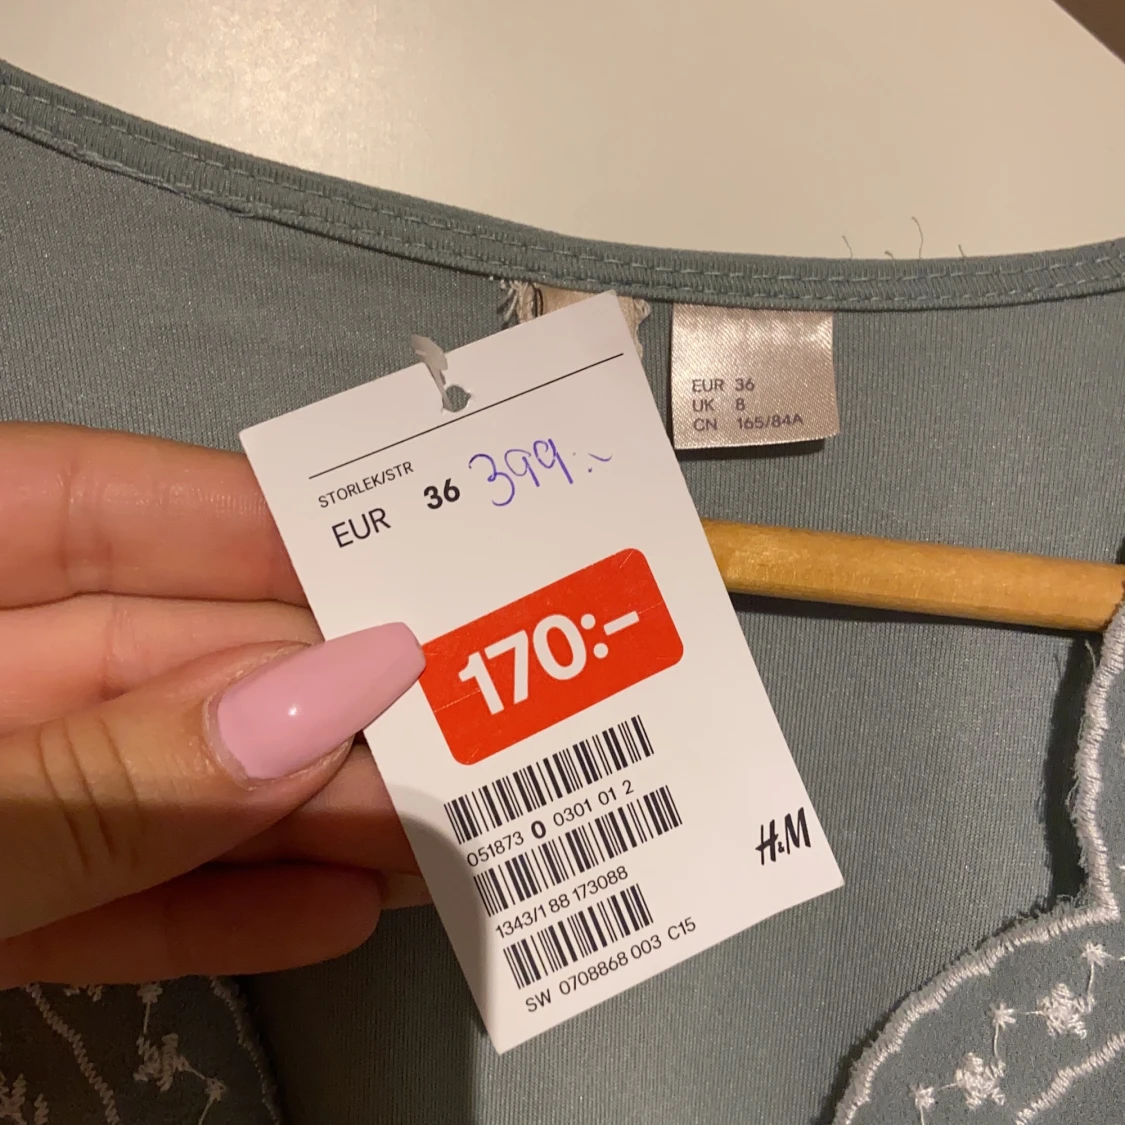 STORLEK/STR
EUR 36 399:-
170:-
051873 0 0301 01 2
1343/1 88 173088
SW 0708868 003 C15
H&M
EUR 36
UK 8
CN 165/84A